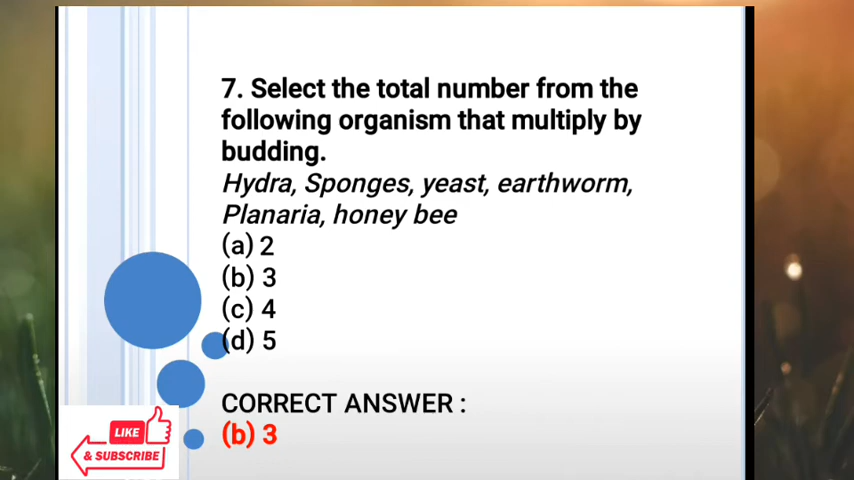 7. Select the total number from the
following organism that multiply by
budding.
Hydra, Sponges, yeast, earthworm,
Planaria, honey bee
(a) 2
(b) 3
(c) 4
(d) 5
CORRECT ANSWER :
(b) 3
LIKE
& SUBSCRIBE